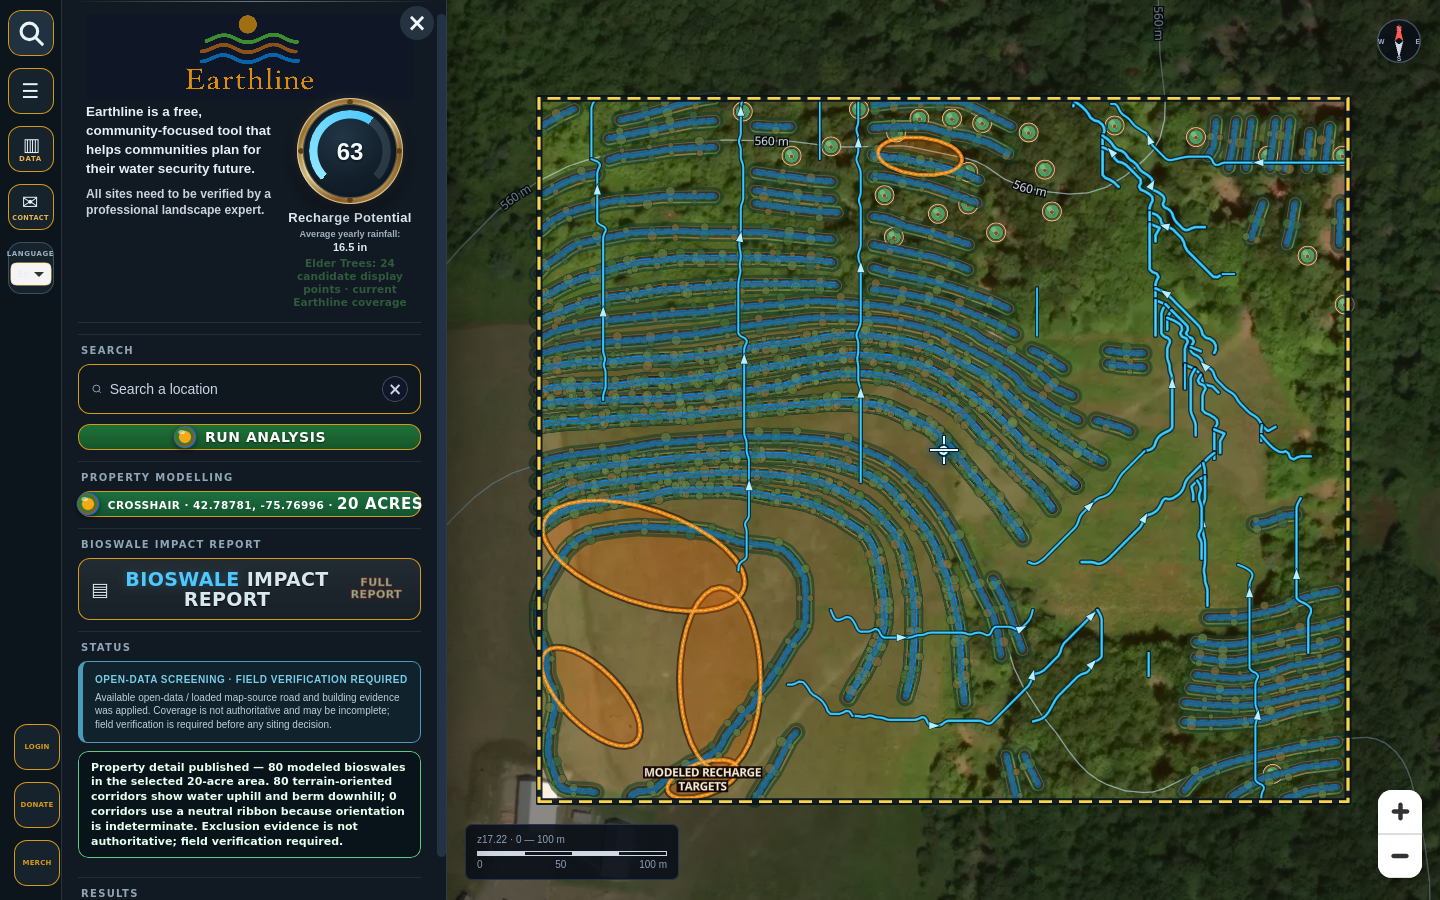 Earthline
Earthline is a free,
community-focused tool that
helps communities plan for
their water security future.
All sites need to be verified by a
professional landscape expert.
63
Recharge Potential
Average yearly rainfall:
16.5 in
Elder Trees: 24
candidate display
points · current
Earthline coverage
DATA
CONTACT
LANGUAGE
LOGIN
DONATE
MERCH
SEARCH
Search a location
RUN ANALYSIS
PROPERTY MODELLING
CROSSHAIR · 42.78781, -75.76996 · 20 ACRES
BIOSWALE IMPACT REPORT
BIOSWALE IMPACT
REPORT
FULL
REPORT
STATUS
OPEN-DATA SCREENING · FIELD VERIFICATION REQUIRED
Available open-data / loaded map-source road and building evidence
was applied. Coverage is not authoritative and may be incomplete;
field verification is required before any siting decision.
Property detail published — 80 modeled bioswales
in the selected 20-acre area. 80 terrain-oriented
corridors show water uphill and berm downhill; 0
corridors use a neutral ribbon because orientation
is indeterminate. Exclusion evidence is not
authoritative; field verification required.
RESULTS
560 m
560 m
560 m
560 m
N
W
E
S
MODELED RECHARGE
TARGETS
z17.22 · 0 — 100 m
0 50 100 m